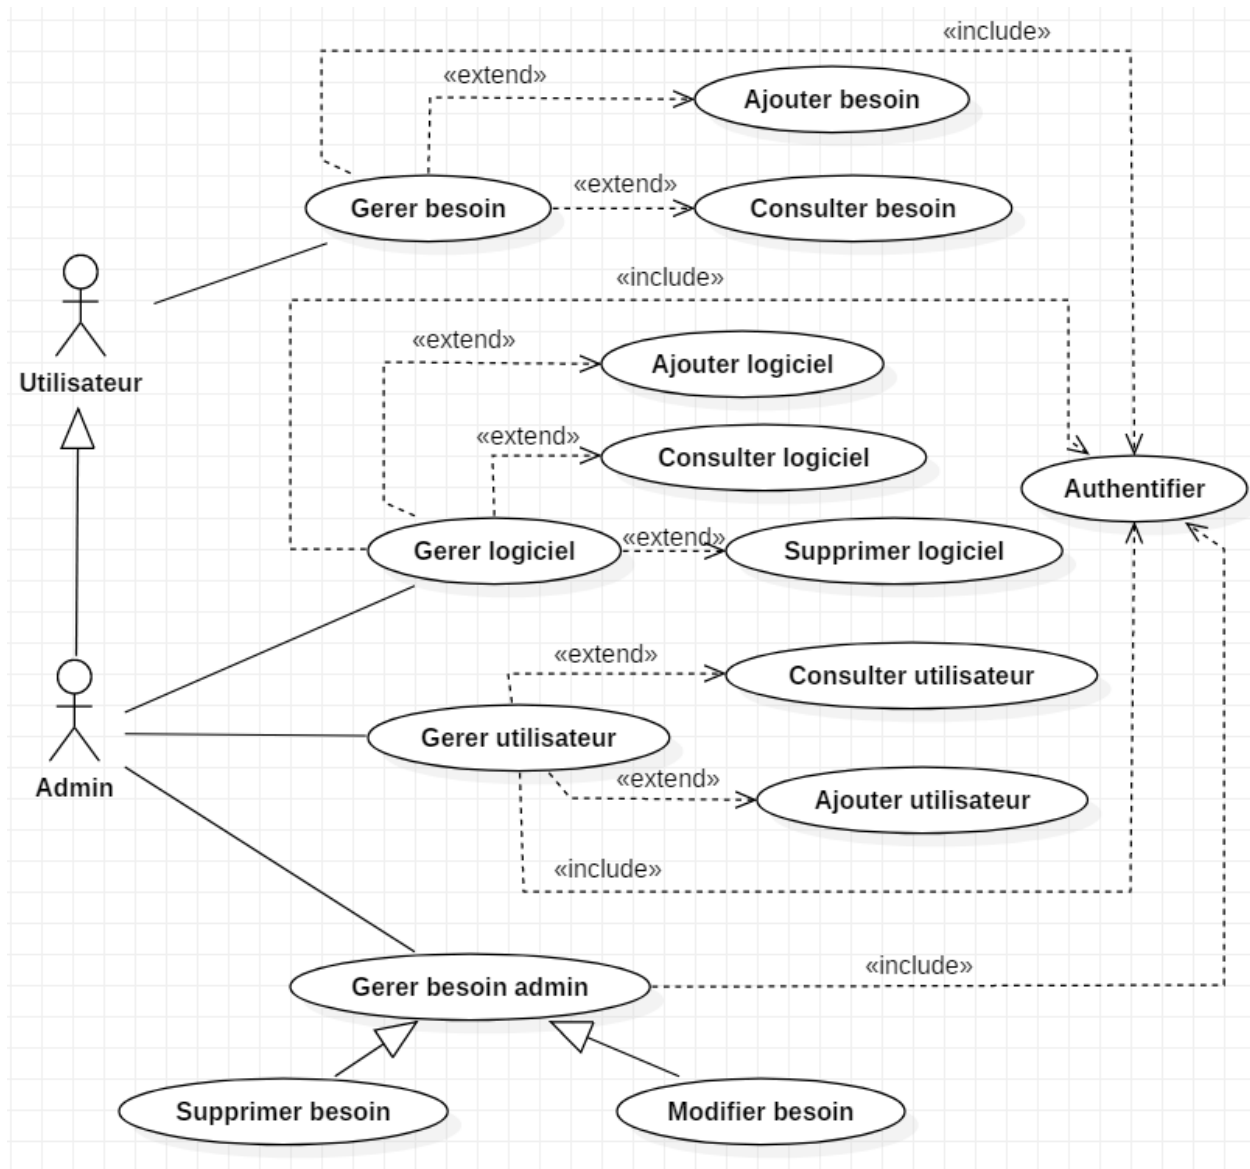 «include»
«extend»
Ajouter besoin
«extend»
Gerer besoin
Consulter besoin
«include»
«extend»
Ajouter logiciel
Utilisateur
«extend»
Consulter logiciel
Authentifier
«extend»
Gerer logiciel
Supprimer logiciel
«extend»
Consulter utilisateur
Gerer utilisateur
«extend»
Admin
Ajouter utilisateur
«include»
«include»
Gerer besoin admin
Supprimer besoin
Modifier besoin